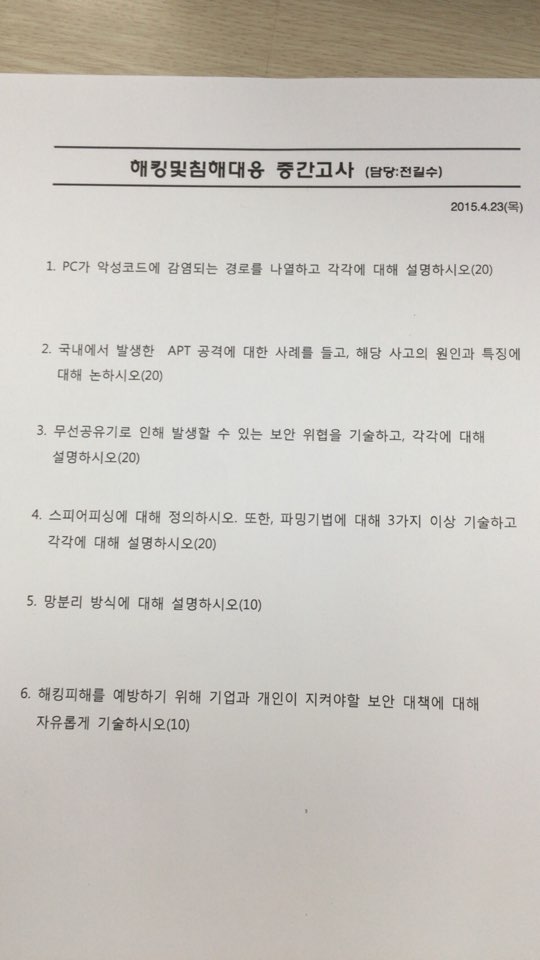 해킹및침해대응 중간고사 (담당:전길수)
2015.4.23(목)
1. PC가 악성코드에 감염되는 경로를 나열하고 각각에 대해 설명하시오(20)
2. 국내에서 발생한 APT 공격에 대한 사례를 들고, 해당 사고의 원인과 특징에
대해 논하시오(20)
3. 무선공유기로 인해 발생할 수 있는 보안 위협을 기술하고, 각각에 대해
설명하시오(20)
4. 스피어피싱에 대해 정의하시오. 또한, 파밍기법에 대해 3가지 이상 기술하고
각각에 대해 설명하시오(20)
5. 망분리 방식에 대해 설명하시오(10)
6. 해킹피해를 예방하기 위해 기업과 개인이 지켜야할 보안 대책에 대해
자유롭게 기술하시오(10)